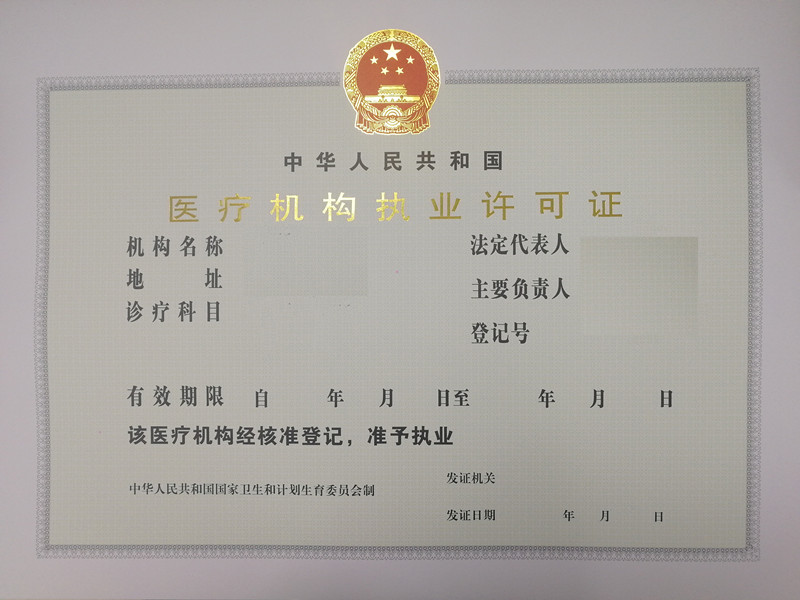 中华人民共和国
医疗机构执业许可证
机构名称
法定代表人
地址
主要负责人
诊疗科目
登记号
有效期限 自 年 月 日至 年 月 日
该医疗机构经核准登记，准予执业
中华人民共和国国家卫生和计划生育委员会制
发证机关
发证日期 年 月 日